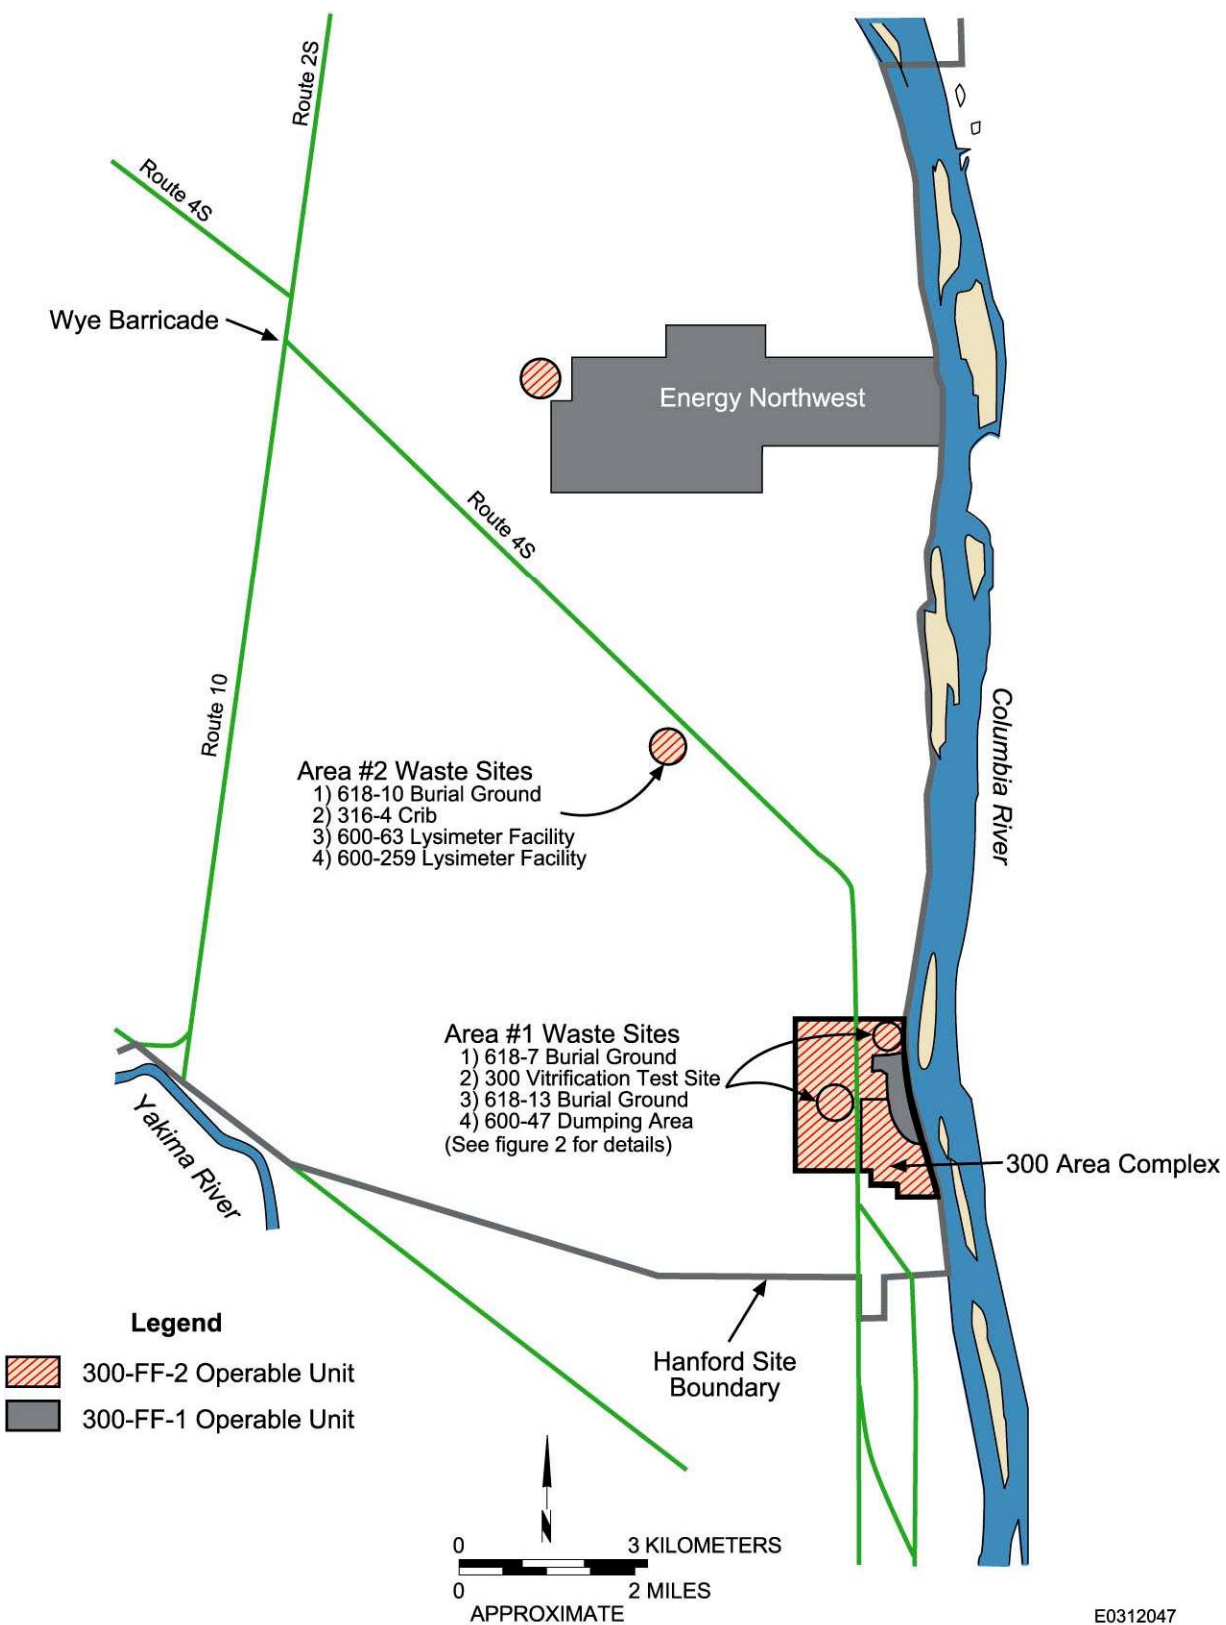 Route 2S
Route 4S
Wye Barricade
Energy Northwest
Route 4S
Route 10
Columbia River
Area #2 Waste Sites
1) 618-10 Burial Ground
2) 316-4 Crib
3) 600-63 Lysimeter Facility
4) 600-259 Lysimeter Facility
Area #1 Waste Sites
1) 618-7 Burial Ground
2) 300 Vitrification Test Site
3) 618-13 Burial Ground
4) 600-47 Dumping Area
(See figure 2 for details)
Yakima River
300 Area Complex
Legend
300-FF-2 Operable Unit
300-FF-1 Operable Unit
Hanford Site
Boundary
N
0 3 KILOMETERS
0 2 MILES
APPROXIMATE
E0312047